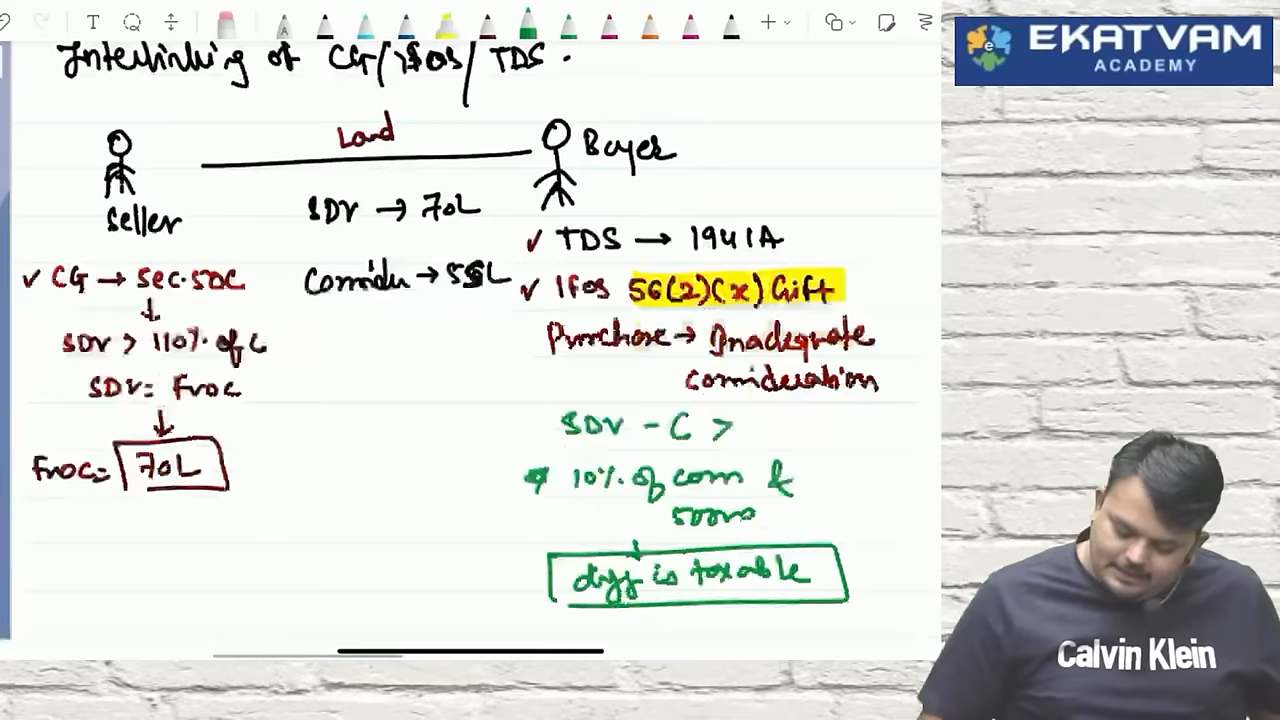 Interlinking of CG/IFOS/TDS.
EKATVAM
ACADEMY
Land
Buyer
Seller
SDV → 70L
✓ TDS → 194IA
✓ CG → Sec.50C
Consider → 55L
✓ IFOS 56(2)(x) Gift
SDV > 110% of C
Purchase → Inadequate
consideration
SDV = FVOC
SDV - C >
FVOC = 70L
10% of com &
50000
diff is taxable
Calvin Klein